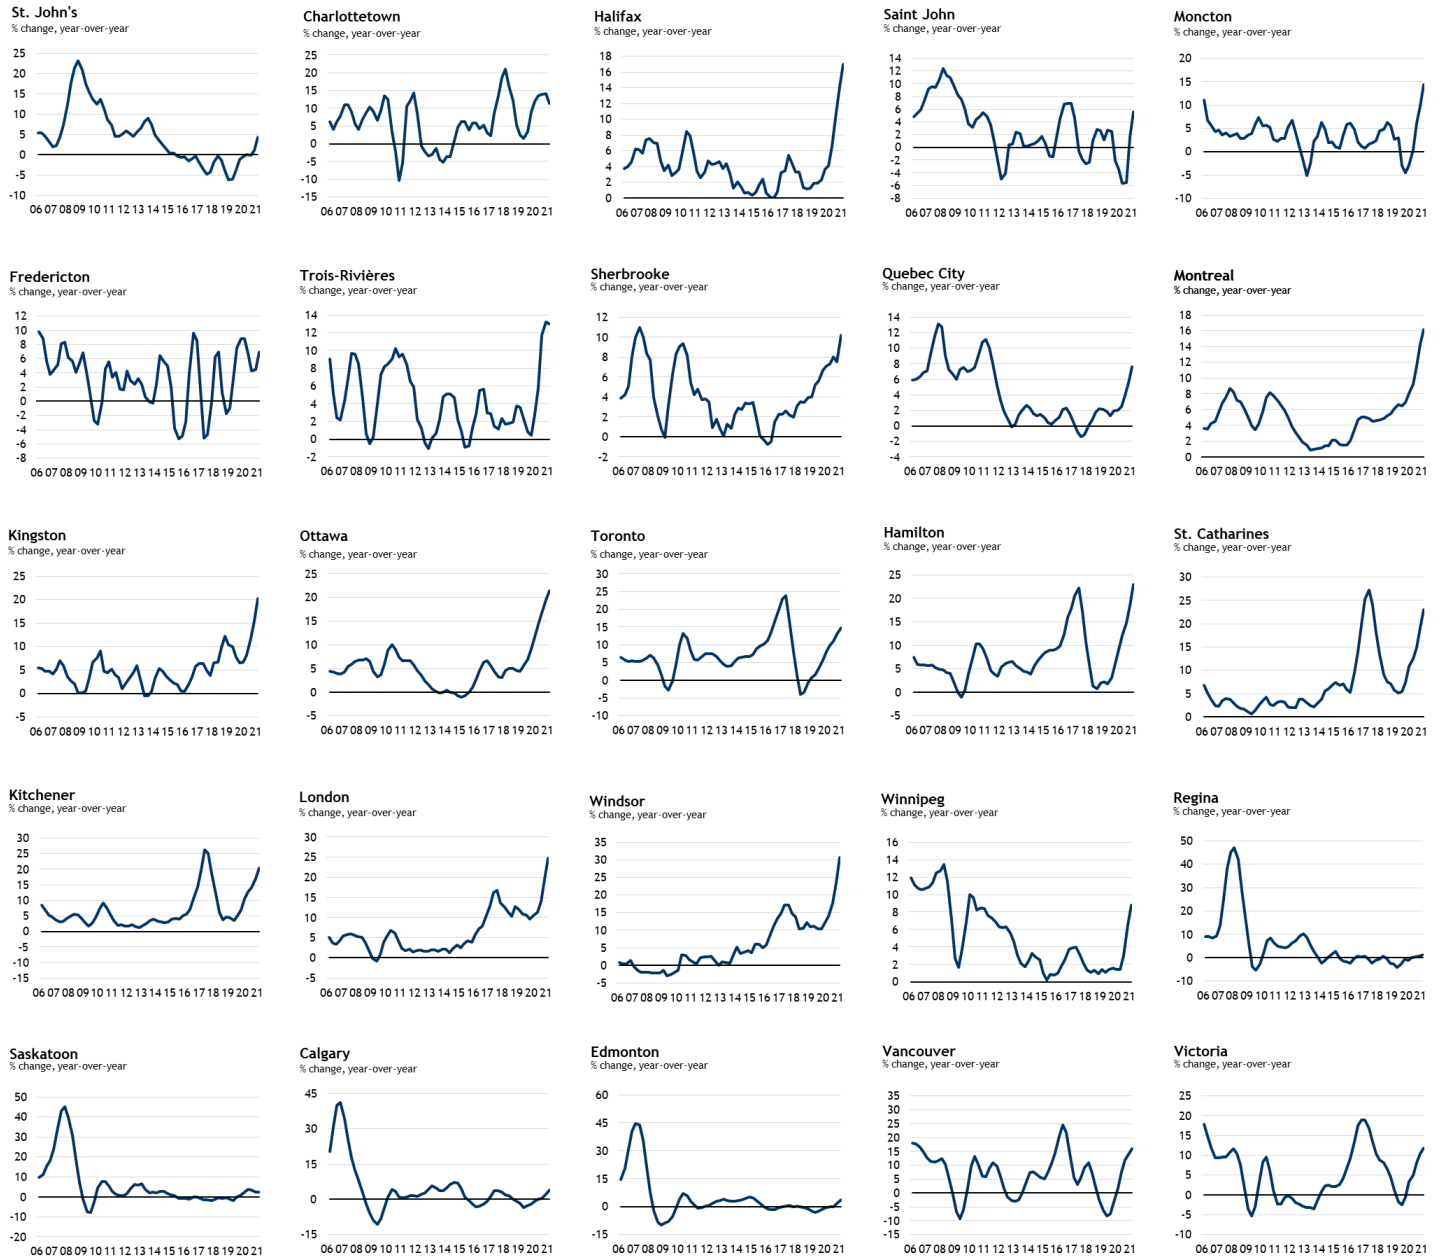 St. John's
% change, year-over-year
25
20
15
10
5
0
-5
-10
06 07 08 09 10 11 12 13 14 15 16 17 18 19 20 21
Charlottetown
% change, year-over-year
25
20
15
10
5
0
-5
-10
-15
06 07 08 09 10 11 12 13 14 15 16 17 18 19 20 21
Halifax
% change, year-over-year
18
16
14
12
10
8
6
4
2
0
06 07 08 09 10 11 12 13 14 15 16 17 18 19 20 21
Saint John
% change, year-over-year
14
12
10
8
6
4
2
0
-2
-4
-6
-8
06 07 08 09 10 11 12 13 14 15 16 17 18 19 20 21
Moncton
% change, year-over-year
20
15
10
5
0
-5
-10
06 07 08 09 10 11 12 13 14 15 16 17 18 19 20 21
Fredericton
% change, year-over-year
12
10
8
6
4
2
0
-2
-4
-6
-8
06 07 08 09 10 11 12 13 14 15 16 17 18 19 20 21
Trois-Rivières
% change, year-over-year
14
12
10
8
6
4
2
0
-2
06 07 08 09 10 11 12 13 14 15 16 17 18 19 20 21
Sherbrooke
% change, year-over-year
12
10
8
6
4
2
0
-2
06 07 08 09 10 11 12 13 14 15 16 17 18 19 20 21
Quebec City
% change, year-over-year
14
12
10
8
6
4
2
0
-2
-4
06 07 08 09 10 11 12 13 14 15 16 17 18 19 20 21
Montreal
% change, year-over-year
18
16
14
12
10
8
6
4
2
0
06 07 08 09 10 11 12 13 14 15 16 17 18 19 20 21
Kingston
% change, year-over-year
25
20
15
10
5
0
-5
06 07 08 09 10 11 12 13 14 15 16 17 18 19 20 21
Ottawa
% change, year-over-year
25
20
15
10
5
0
-5
06 07 08 09 10 11 12 13 14 15 16 17 18 19 20 21
Toronto
% change, year-over-year
30
25
20
15
10
5
0
-5
-10
06 07 08 09 10 11 12 13 14 15 16 17 18 19 20 21
Hamilton
% change, year-over-year
25
20
15
10
5
0
-5
06 07 08 09 10 11 12 13 14 15 16 17 18 19 20 21
St. Catharines
% change, year-over-year
30
25
20
15
10
5
0
06 07 08 09 10 11 12 13 14 15 16 17 18 19 20 21
Kitchener
% change, year-over-year
30
25
20
15
10
5
0
-5
-10
-15
06 07 08 09 10 11 12 13 14 15 16 17 18 19 20 21
London
% change, year-over-year
30
25
20
15
10
5
0
-5
06 07 08 09 10 11 12 13 14 15 16 17 18 19 20 21
Windsor
% change, year-over-year
35
30
25
20
15
10
5
0
-5
06 07 08 09 10 11 12 13 14 15 16 17 18 19 20 21
Winnipeg
% change, year-over-year
16
14
12
10
8
6
4
2
0
06 07 08 09 10 11 12 13 14 15 16 17 18 19 20 21
Regina
% change, year-over-year
50
40
30
20
10
0
-10
06 07 08 09 10 11 12 13 14 15 16 17 18 19 20 21
Saskatoon
% change, year-over-year
50
40
30
20
10
0
-10
-20
06 07 08 09 10 11 12 13 14 15 16 17 18 19 20 21
Calgary
% change, year-over-year
45
30
15
0
-15
06 07 08 09 10 11 12 13 14 15 16 17 18 19 20 21
Edmonton
% change, year-over-year
60
45
30
15
0
-15
06 07 08 09 10 11 12 13 14 15 16 17 18 19 20 21
Vancouver
% change, year-over-year
35
30
25
20
15
10
5
0
-5
-10
-15
06 07 08 09 10 11 12 13 14 15 16 17 18 19 20 21
Victoria
% change, year-over-year
25
20
15
10
5
0
-5
-10
06 07 08 09 10 11 12 13 14 15 16 17 18 19 20 21